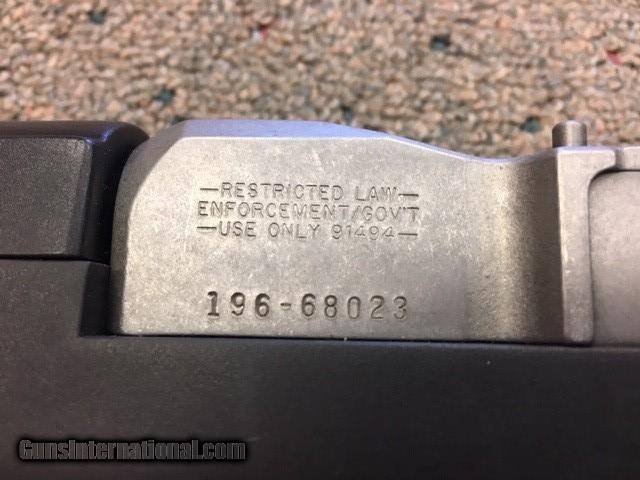 —RESTRICTED LAW—
ENFORCEMENT/GOV'T
—USE ONLY 91494—
196-68023
GunsInternational.com